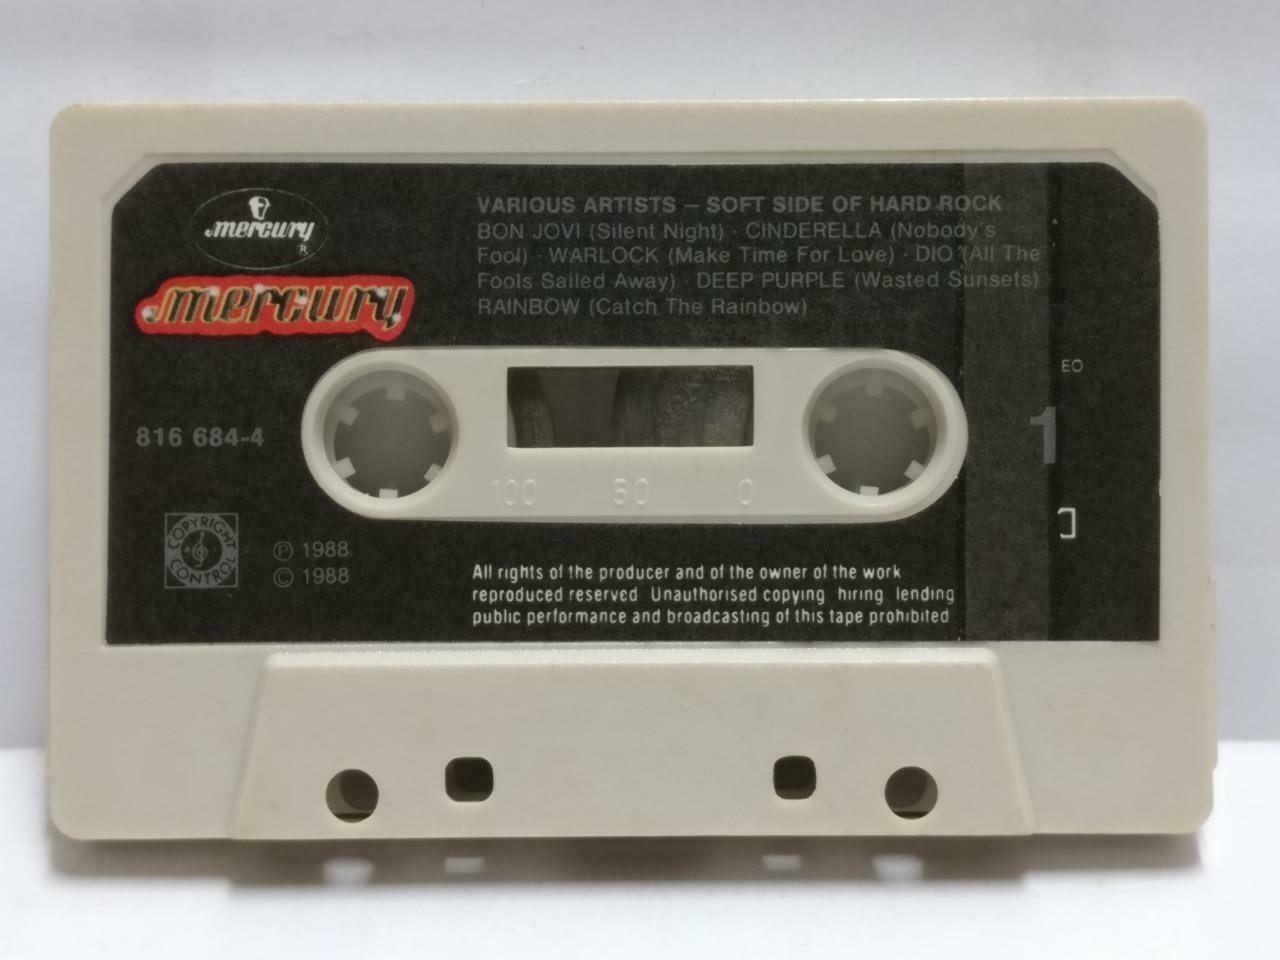 mercury
R
mercury
VARIOUS ARTISTS – SOFT SIDE OF HARD ROCK
BON JOVI (Silent Night) · CINDERELLA (Nobody's
Fool) · WARLOCK (Make Time For Love) · DIO (All The
Fools Sailed Away) · DEEP PURPLE (Wasted Sunsets)
RAINBOW (Catch The Rainbow)
EO
816 684-4
1
100 50 0
COPYRIGHT
CONTROL
Ⓟ 1988
© 1988
All rights of the producer and of the owner of the work
reproduced reserved Unauthorised copying hiring lending
public performance and broadcasting of this tape prohibited